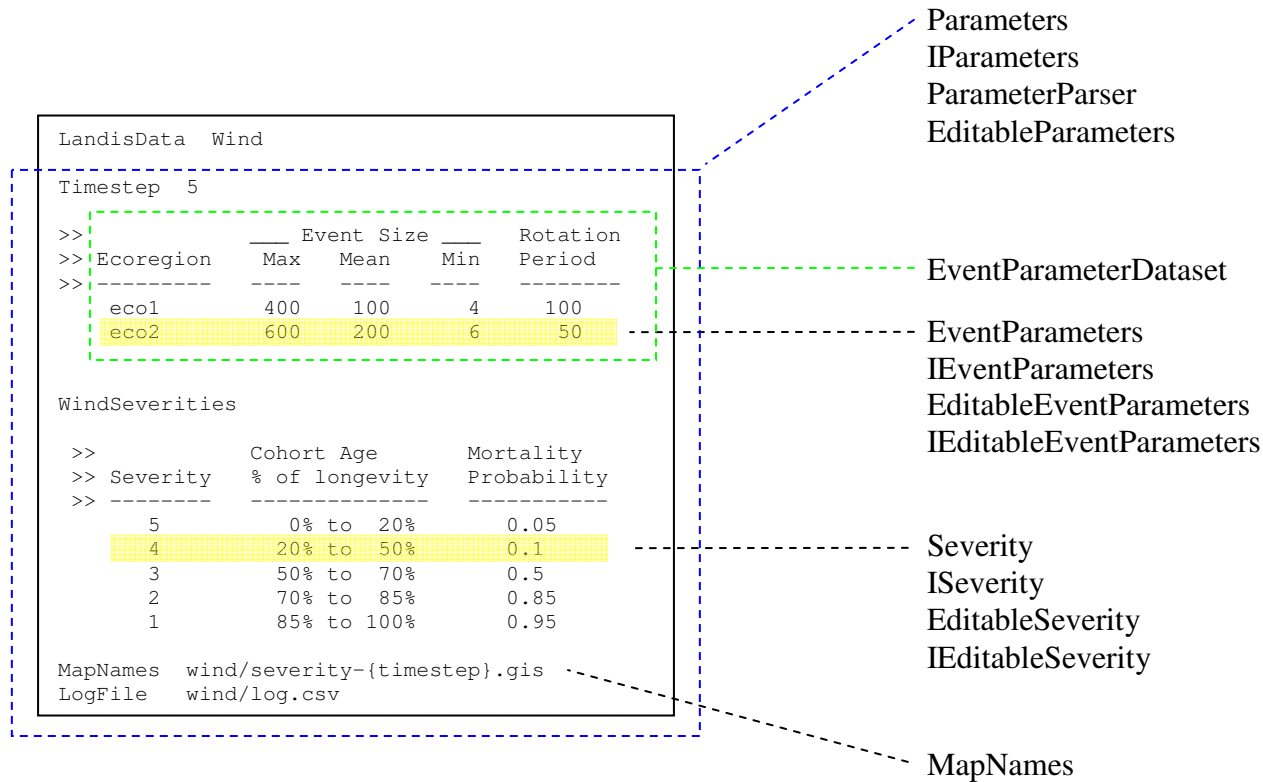 LandisData  Wind
Timestep  5
>>             ___ Event Size ___    Rotation
>> Ecoregion     Max    Mean     Min    Period
>> ---------    ----    ----    ----   --------
eco1          400     100       4      100
eco2          600     200       6       50
WindSeverities
>>             Cohort Age         Mortality
>> Severity    % of longevity    Probability
>> --------    --------------    -----------
5             0% to  20%         0.05
4            20% to  50%         0.1
3            50% to  70%         0.5
2            70% to  85%         0.85
1            85% to 100%         0.95
MapNames  wind/severity-{timestep}.gis
LogFile   wind/log.csv
Parameters
IParameters
ParameterParser
EditableParameters
EventParameterDataset
EventParameters
IEventParameters
EditableEventParameters
IEditableEventParameters
Severity
ISeverity
EditableSeverity
IEditableSeverity
MapNames